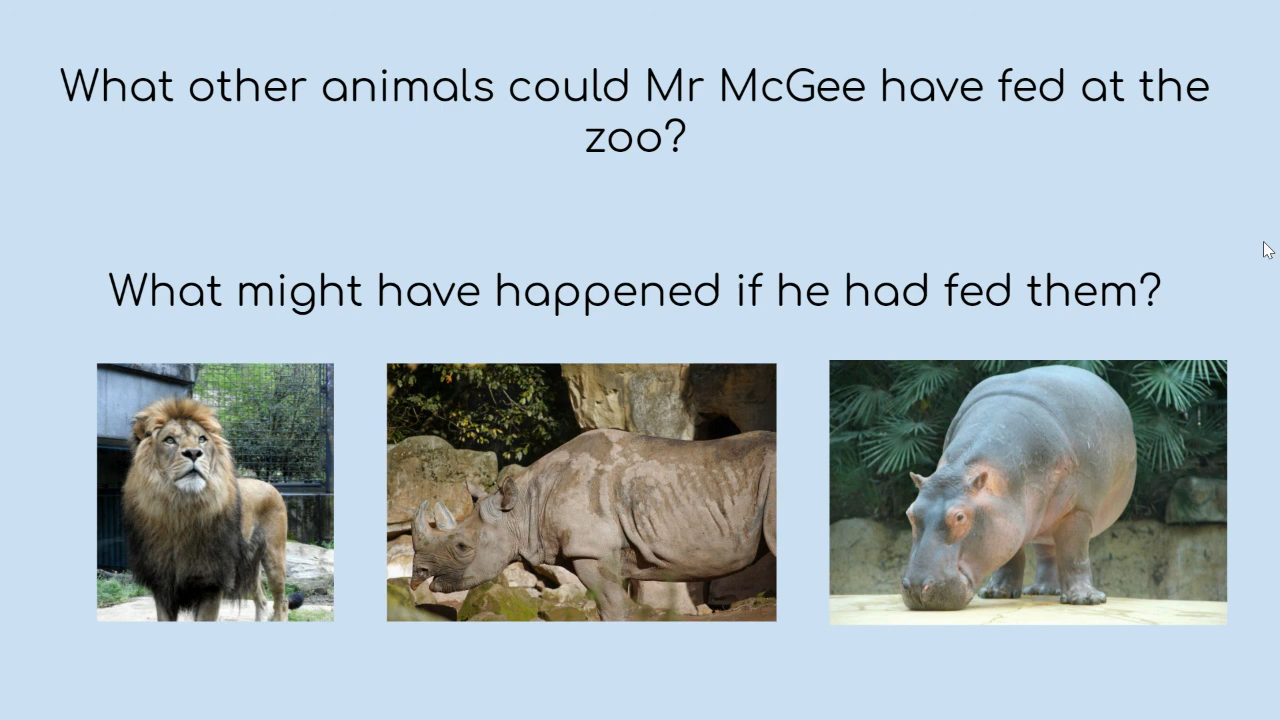 What other animals could Mr McGee have fed at the
zoo?
What might have happened if he had fed them?